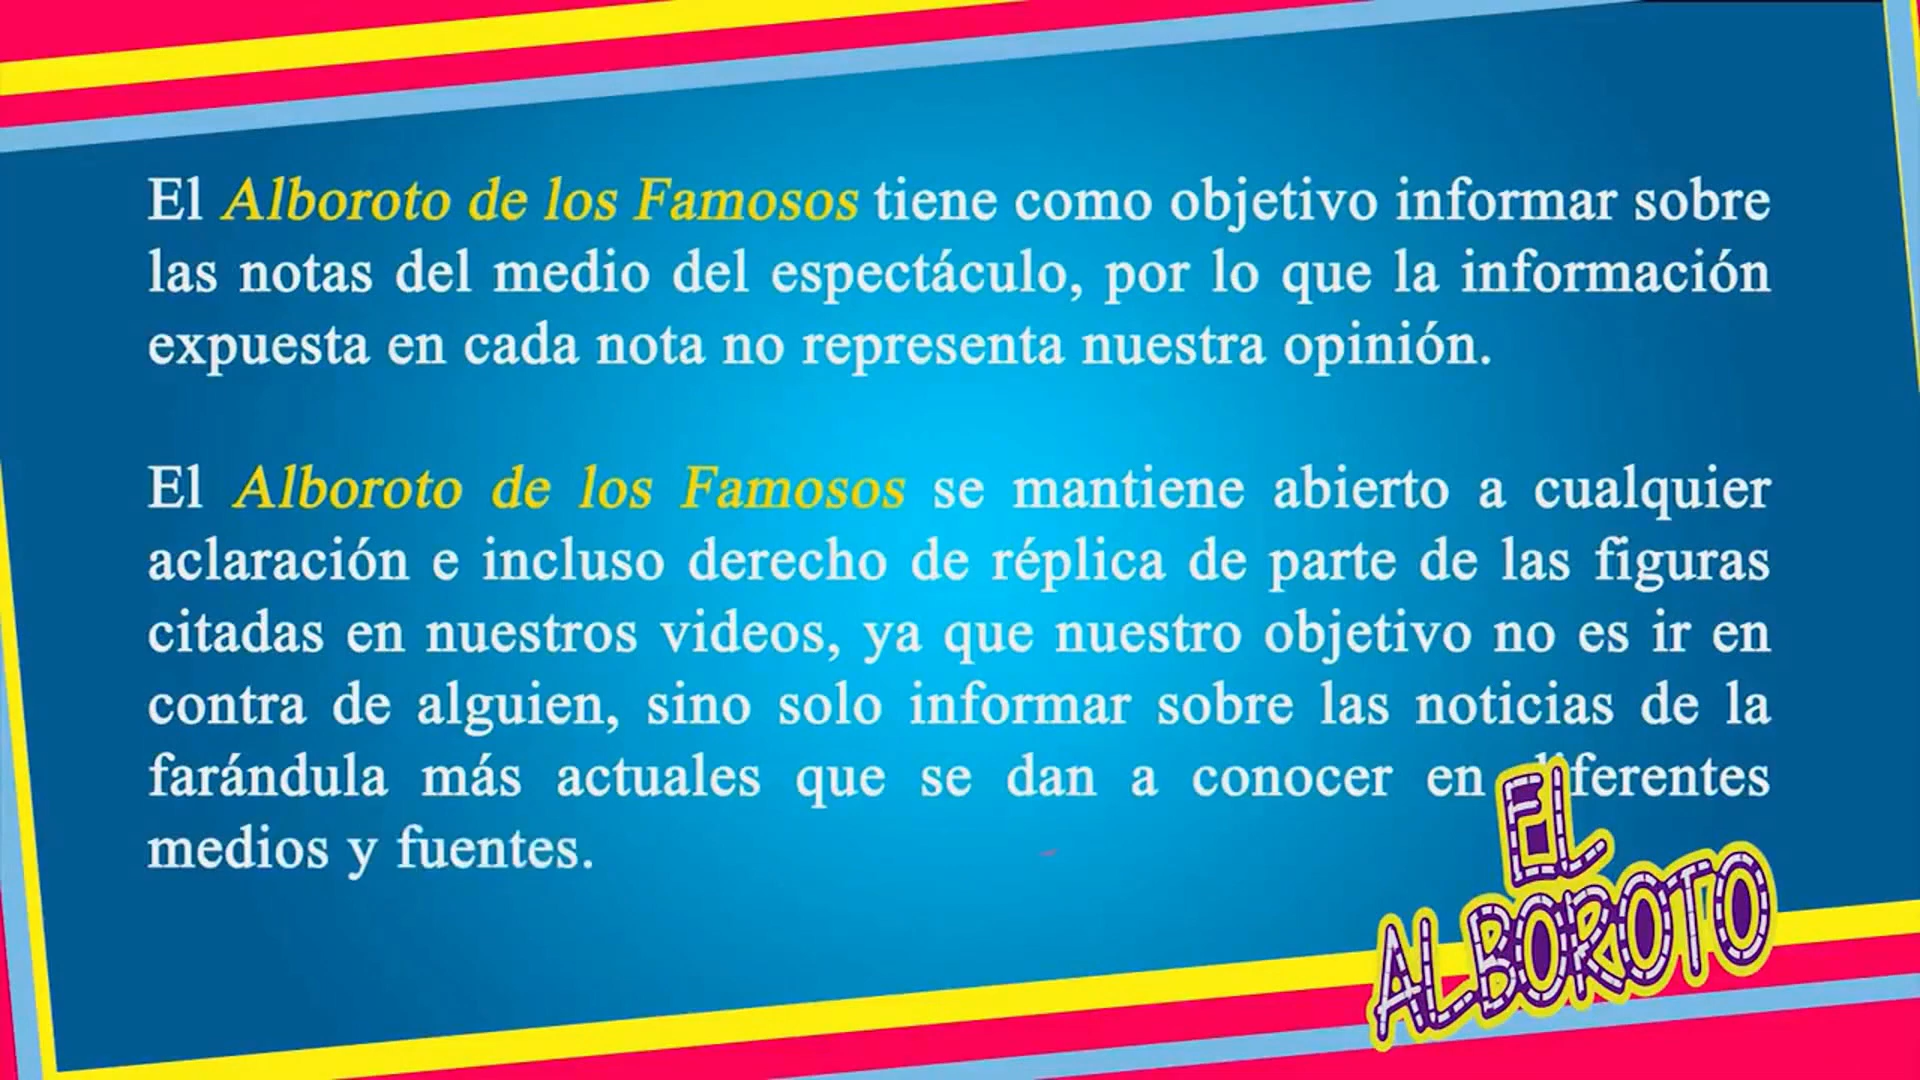 El Alboroto de los Famosos tiene como objetivo informar sobre
las notas del medio del espectáculo, por lo que la información
expuesta en cada nota no representa nuestra opinión.
El Alboroto de los Famosos se mantiene abierto a cualquier
aclaración e incluso derecho de réplica de parte de las figuras
citadas en nuestros videos, ya que nuestro objetivo no es ir en
contra de alguien, sino solo informar sobre las noticias de la
farándula más actuales que se dan a conocer en diferentes
medios y fuentes.
EL
ALBOROTO